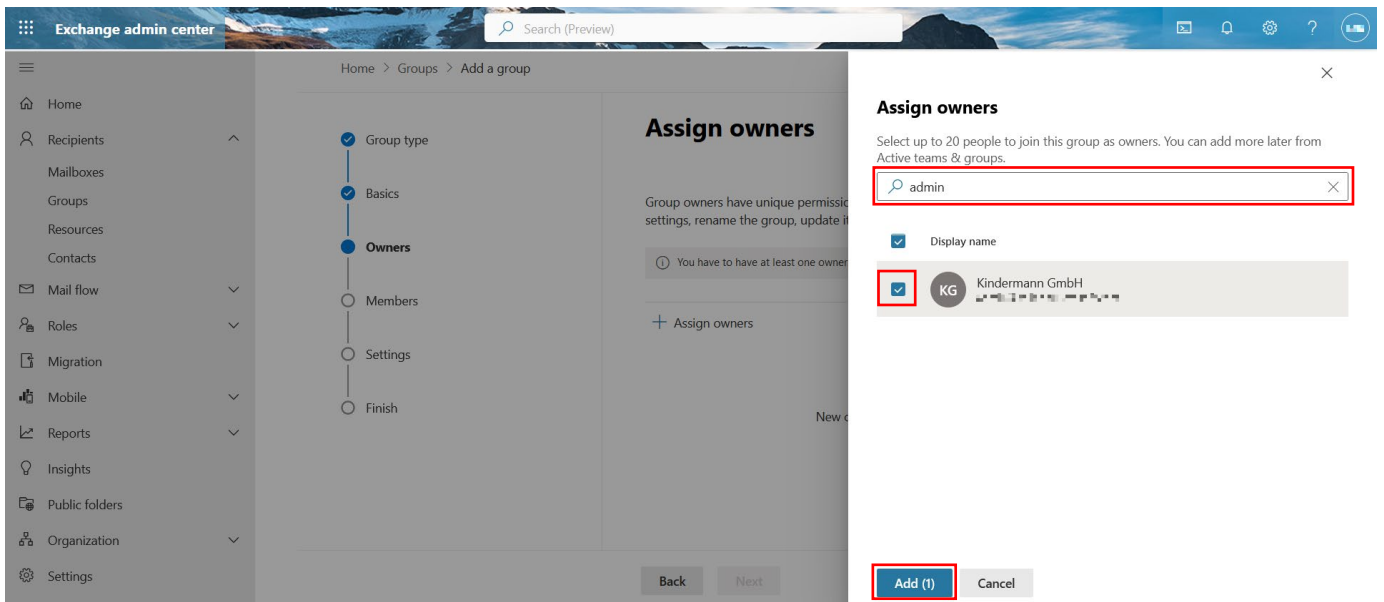 Exchange admin center
Search (Preview)
Home
Recipients
Mailboxes
Groups
Resources
Contacts
Mail flow
Roles
Migration
Mobile
Reports
Insights
Public folders
Organization
Settings
Home > Groups > Add a group
Group type
Basics
Owners
Members
Settings
Finish
Assign owners
Group owners have unique permissio
settings, rename the group, update it
You have to have at least one owner
Assign owners
New
Back
Next
Assign owners
Select up to 20 people to join this group as owners. You can add more later from
Active teams & groups.
admin
Display name
KG
Kindermann GmbH
Add (1)
Cancel